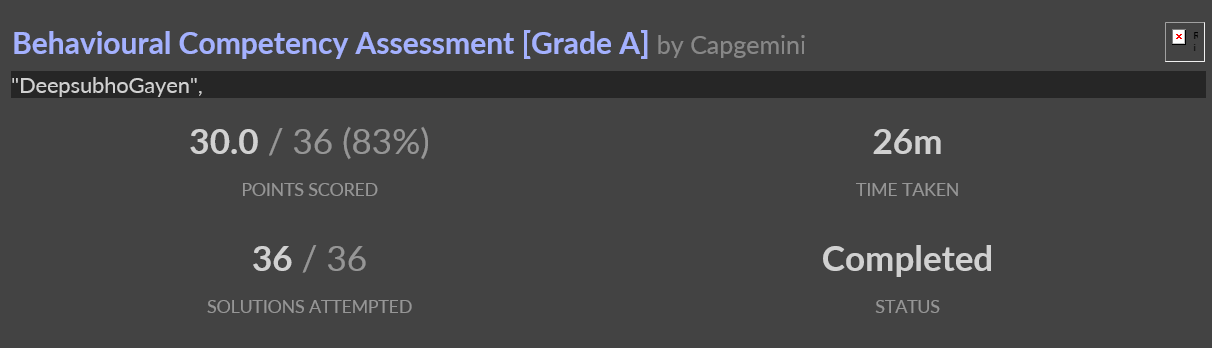 Behavioural Competency Assessment [Grade A] by Capgemini
"DeepsubhoGayen",
30.0 / 36 (83%)
26m
POINTS SCORED
TIME TAKEN
36 / 36
Completed
SOLUTIONS ATTEMPTED
STATUS